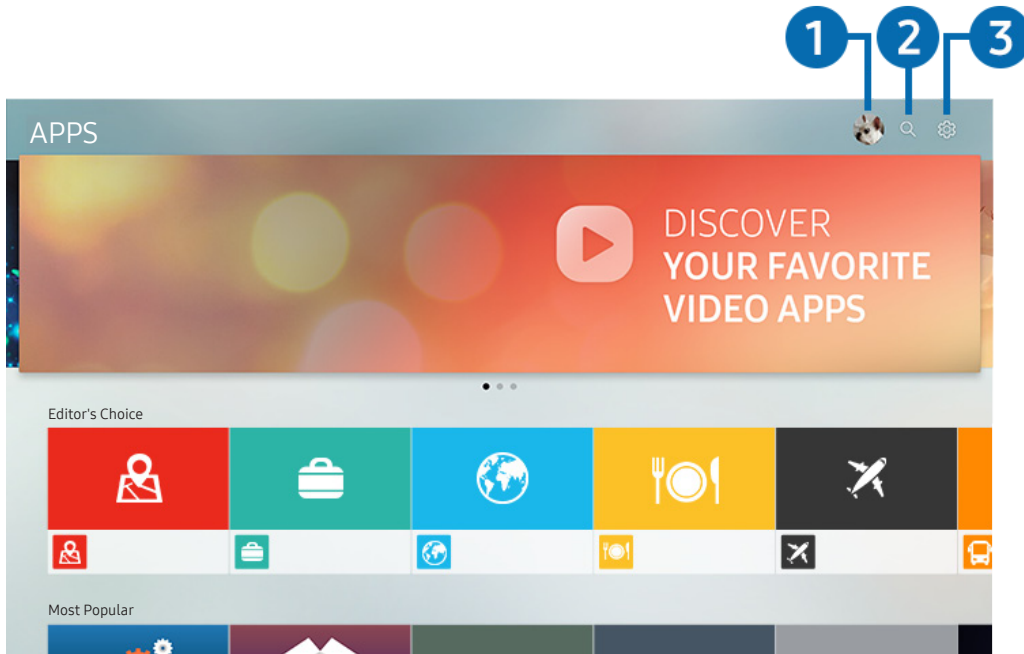 1 2 3
APPS
DISCOVER
YOUR FAVORITE
VIDEO APPS
Editor's Choice
Most Popular